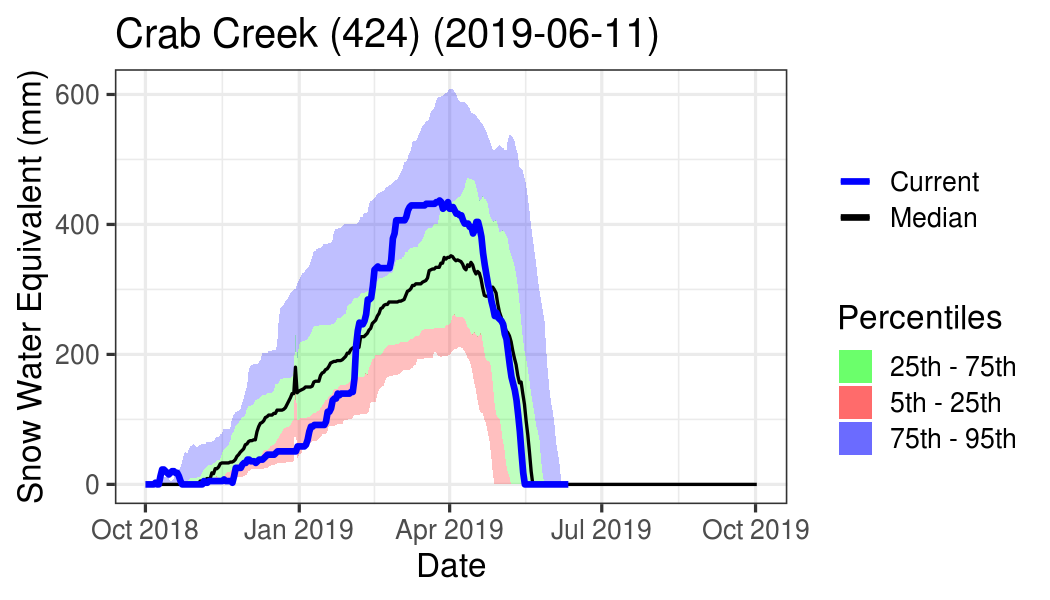 Crab Creek (424) (2019-06-11)
Snow Water Equivalent (mm)
600
400
200
0
Oct 2018
Jan 2019
Apr 2019
Jul 2019
Oct 2019
Date
Current
Median
Percentiles
25th - 75th
5th - 25th
75th - 95th